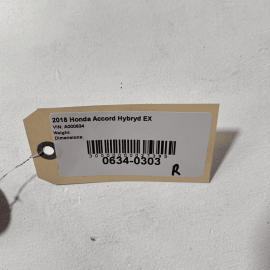 2018 Honda Accord Hybryd EX
VIN: A000634
Weight:
Dimensions:
0634-0303
R